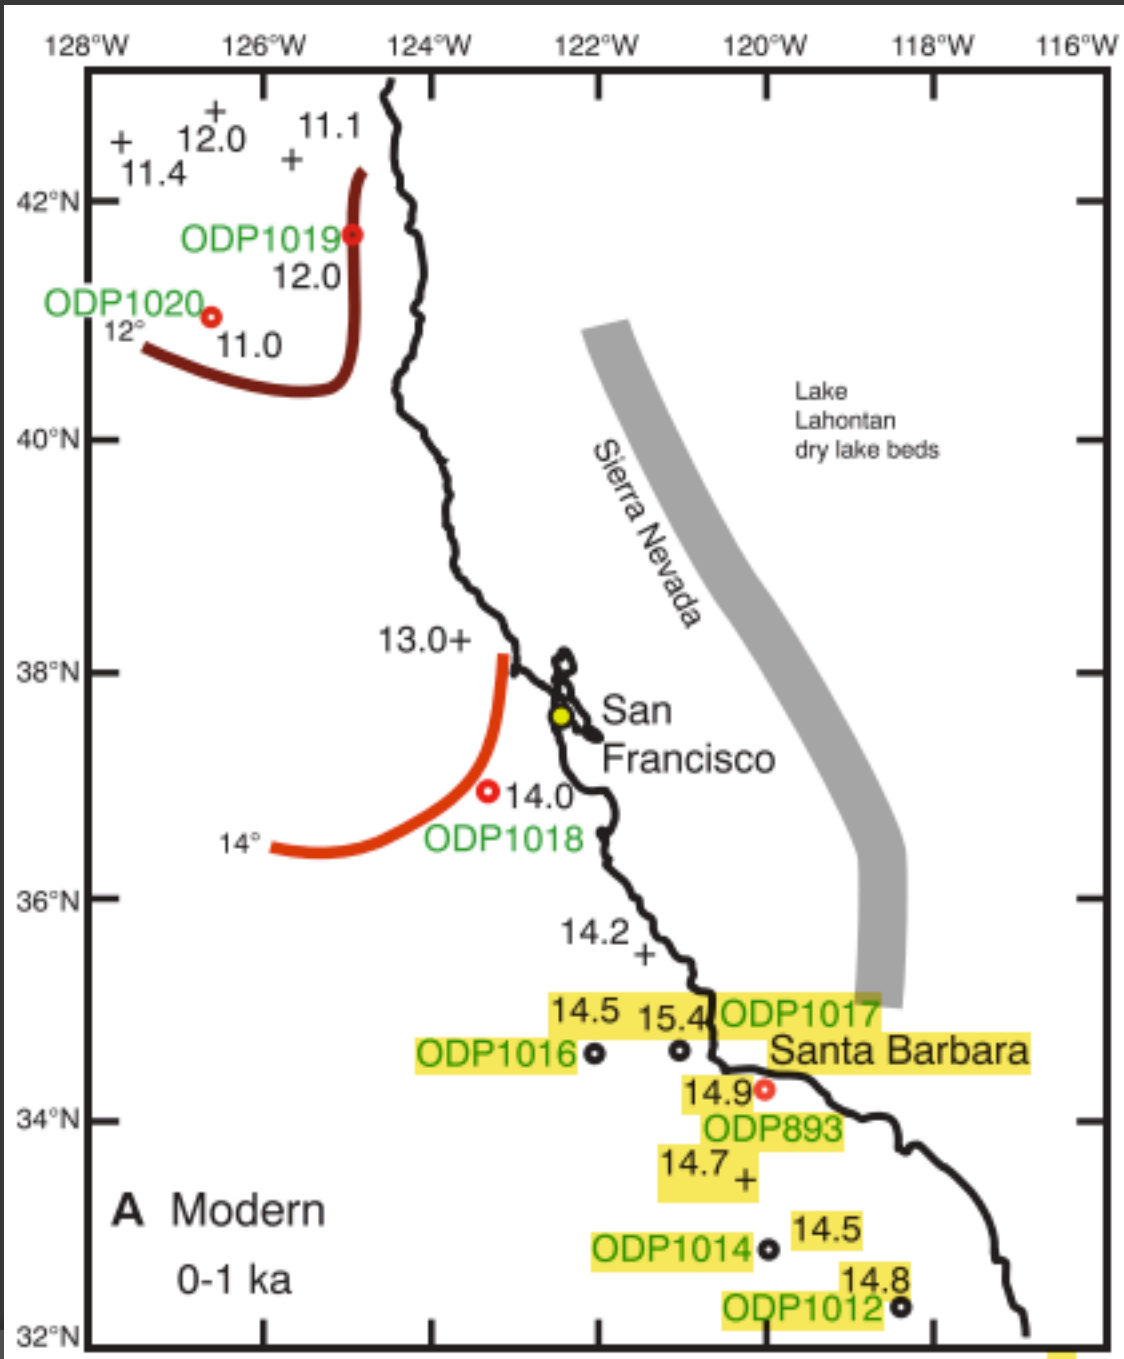 128°W 126°W 124°W 122°W 120°W 118°W 116°W
11.1
12.0
11.4
42°N
ODP1019
12.0
ODP1020
12°
11.0
Lake
Lahontan
dry lake beds
40°N
Sierra Nevada
13.0
38°N
San
Francisco
14.0
ODP1018
14°
36°N
14.2
14.5 15.4 ODP1017
ODP1016 Santa Barbara
14.9
34°N
ODP893
14.7
A Modern
14.5
ODP1014
0-1 ka
14.8
ODP1012
32°N